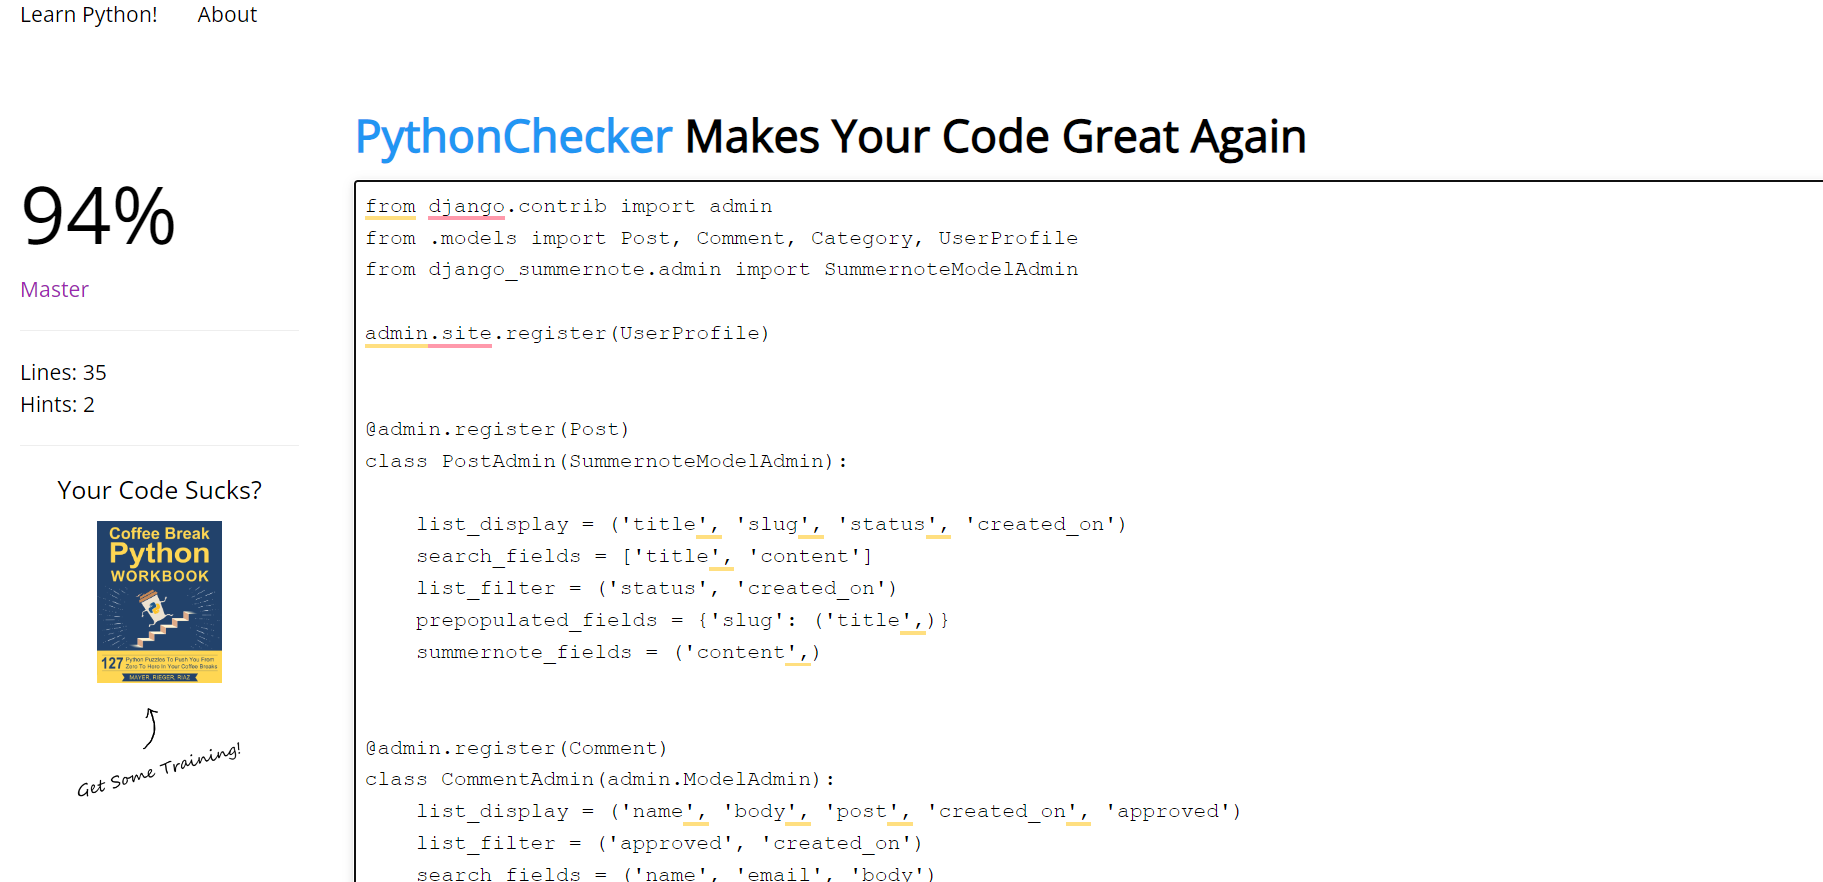 Learn Python! About
PythonChecker Makes Your Code Great Again
94%
Master
Lines: 35
Hints: 2
Your Code Sucks?
Coffee Break
Python
WORKBOOK
127 Python Puzzles To Push You From
Zero To Hero In Your Coffee Breaks
MAYER, RIEGER, RIAZ
Get Some Training!
from django.contrib import admin
from .models import Post, Comment, Category, UserProfile
from django_summernote.admin import SummernoteModelAdmin
admin.site.register(UserProfile)
@admin.register(Post)
class PostAdmin(SummernoteModelAdmin):
list_display = ('title', 'slug', 'status', 'created_on')
search_fields = ['title', 'content']
list_filter = ('status', 'created_on')
prepopulated_fields = {'slug': ('title',)}
summernote_fields = ('content',)
@admin.register(Comment)
class CommentAdmin(admin.ModelAdmin):
list_display = ('name', 'body', 'post', 'created_on', 'approved')
list_filter = ('approved', 'created_on')
search_fields = ('name', 'email', 'body')